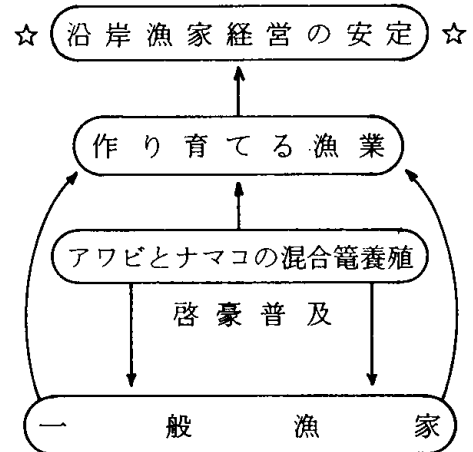 ☆ 沿岸漁家経営の安定 ☆
作り育てる漁業
アワビとナマコの混合篭養殖
啓豪普及
一般漁家